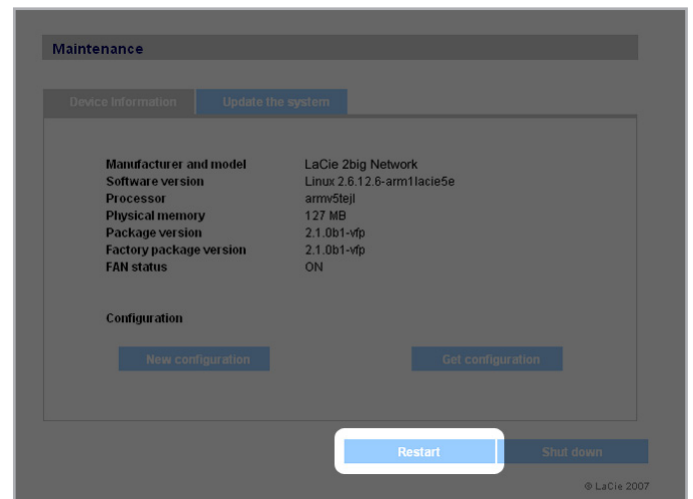 Maintenance
Device Information Update the system
Manufacturer and model LaCie 2big Network
Software version Linux 2.6.12.6-arm1lacie5e
Processor armv5tejl
Physical memory 127 MB
Package version 2.1.0b1-vfp
Factory package version 2.1.0b1-vfp
FAN status ON
Configuration
New configuration Get configuration
Restart Shut down
© LaCie 2007